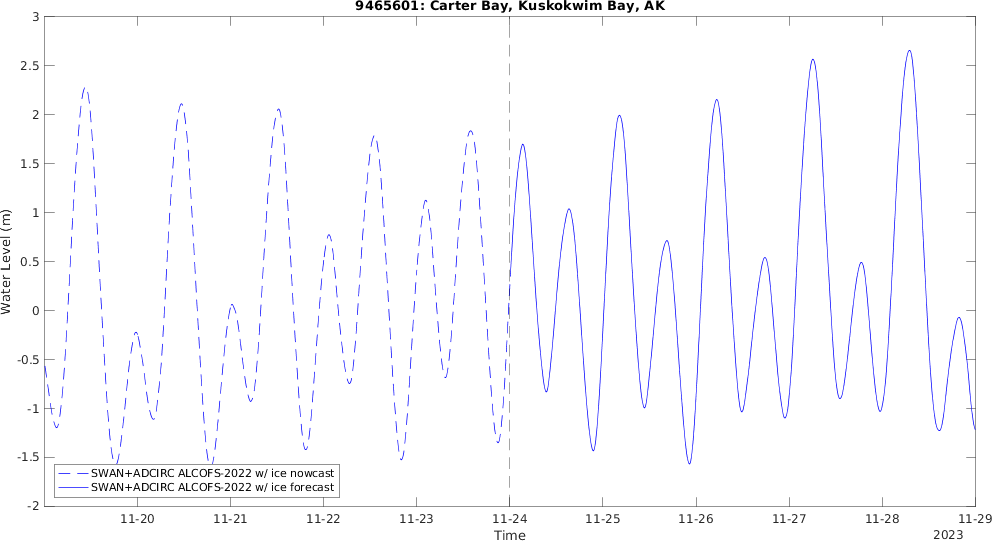 9465601: Carter Bay, Kuskokwim Bay, AK
3
2.5
2
1.5
1
0.5
0
-0.5
-1
-1.5
-2
Water Level (m)
SWAN+ADCIRC ALCOFS-2022 w/ ice nowcast
SWAN+ADCIRC ALCOFS-2022 w/ ice forecast
11-20 11-21 11-22 11-23 11-24 11-25 11-26 11-27 11-28 11-29
Time
2023